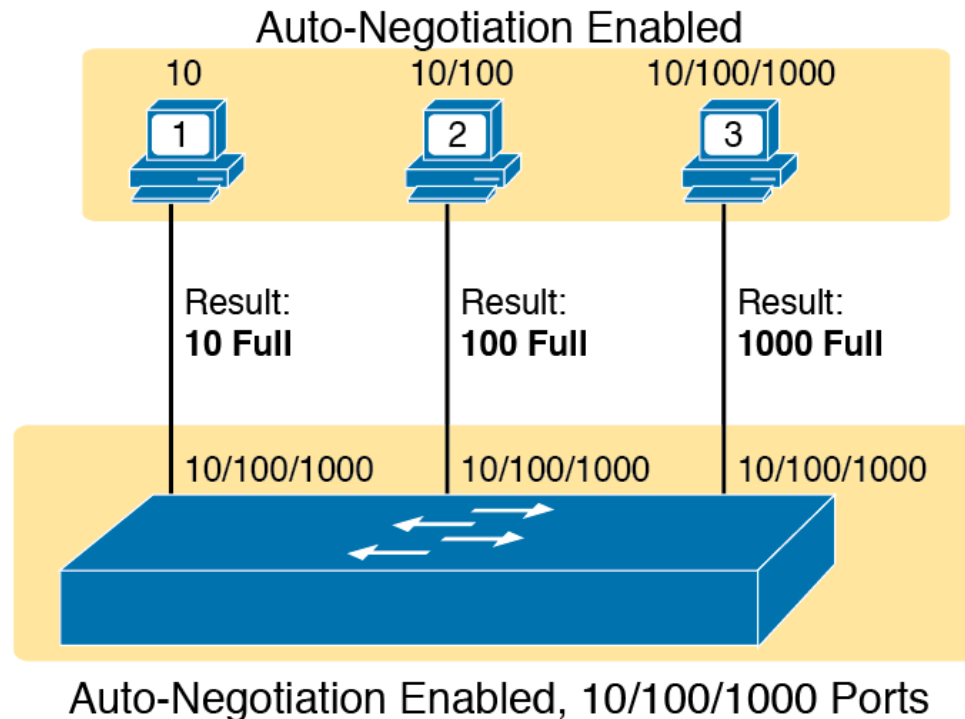 Auto-Negotiation Enabled
10 10/100 10/100/1000
1 2 3
Result: Result: Result:
10 Full 100 Full 1000 Full
10/100/1000 10/100/1000 10/100/1000
Auto-Negotiation Enabled, 10/100/1000 Ports